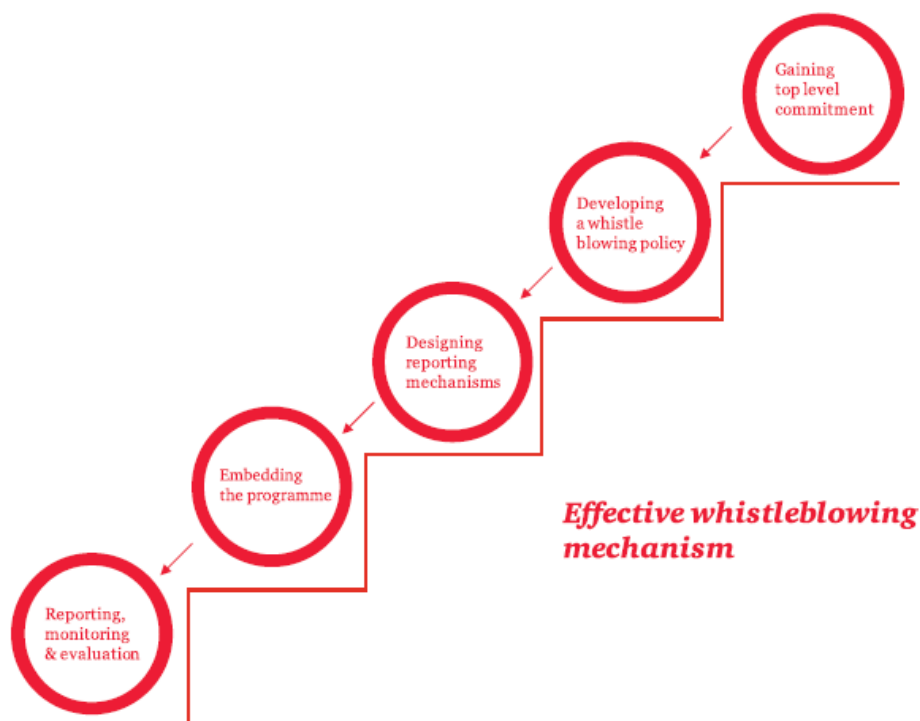 Gaining
top level
commitment
Developing
a whistle
blowing policy
Designing
reporting
mechanisms
Embedding
the programme
Effective whistleblowing
mechanism
Reporting,
monitoring
& evaluation